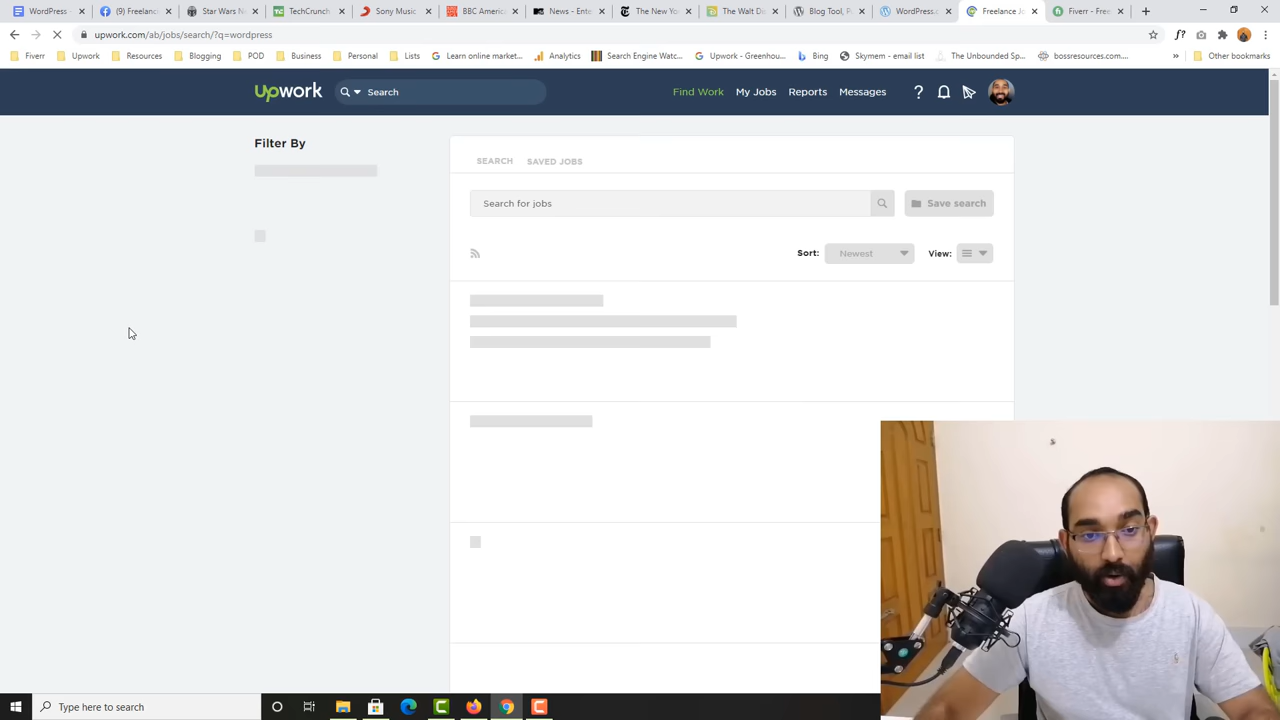 WordPress
(9) Freelanc
Star Wars N
TechCrunch
Sony Music
BBC Americ
News - Ente
The New Yor
The Walt Dis
Blog Tool, Pu
WordPress.c
Freelance Jo
Fiverr - Free
upwork.com/ab/jobs/search/?q=wordpress
Fiverr
Upwork
Resources
Blogging
POD
Business
Personal
Lists
Learn online market...
Analytics
Search Engine Watc...
Upwork – Greenhou...
Bing
Skymem - email list
The Unbounded Sp...
bossresources.com....
Other bookmarks
Upwork
Search
Find Work
My Jobs
Reports
Messages
Filter By
SEARCH
SAVED JOBS
Search for jobs
Save search
Sort:
Newest
View:
Type here to search